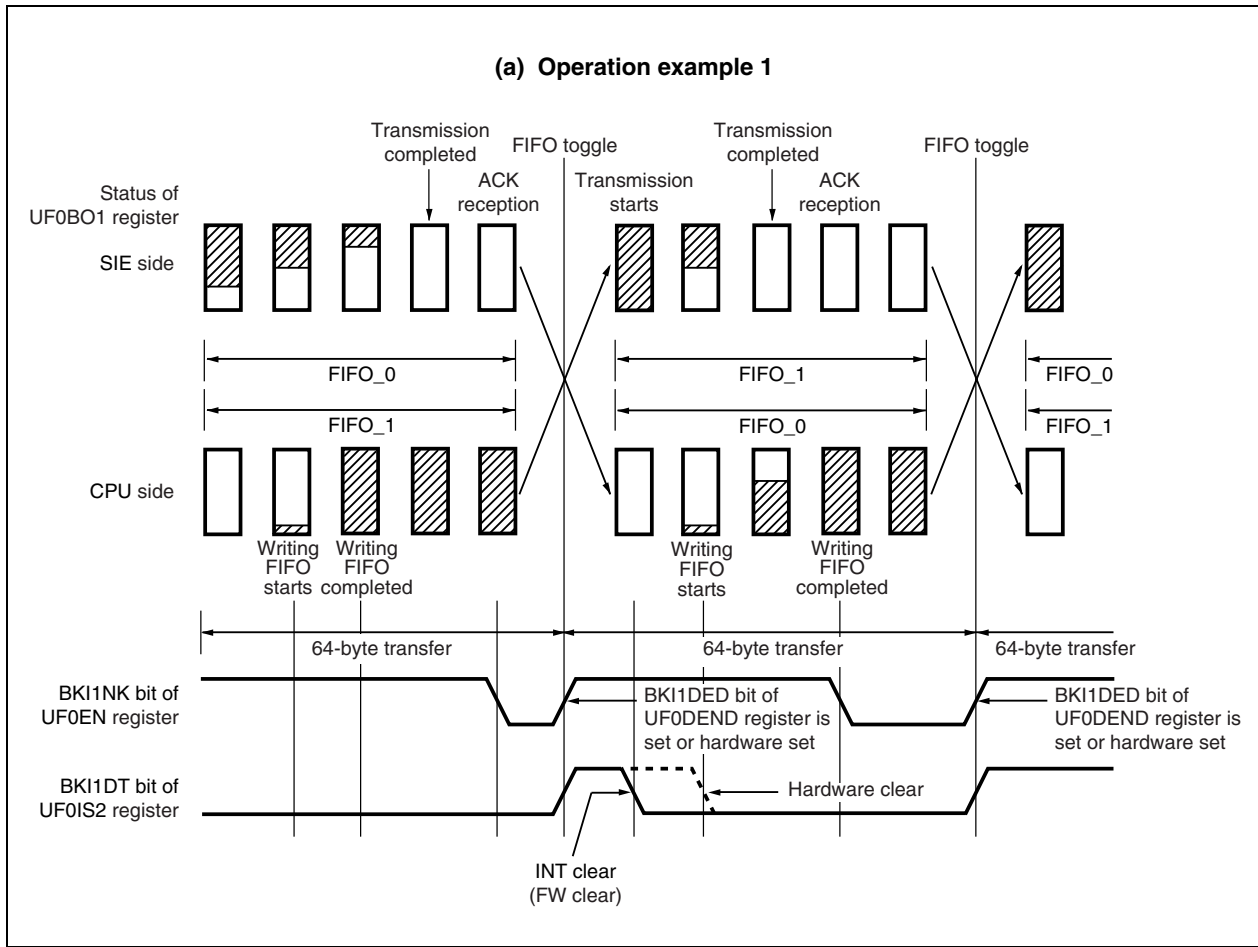 (a) Operation example 1
Transmission
completed
FIFO toggle
Transmission
completed
FIFO toggle
Status of
UF0BO1 register
ACK
reception
Transmission
starts
ACK
reception
SIE side
FIFO_0
FIFO_1
FIFO_0
FIFO_1
FIFO_0
FIFO_1
CPU side
Writing
FIFO
starts
Writing
FIFO
completed
Writing
FIFO
starts
Writing
FIFO
completed
64-byte transfer
64-byte transfer
64-byte transfer
BKI1NK bit of
UF0EN register
BKI1DED bit of
UF0DEND register is
set or hardware set
BKI1DED bit of
UF0DEND register is
set or hardware set
BKI1DT bit of
UF0IS2 register
Hardware clear
INT clear
(FW clear)